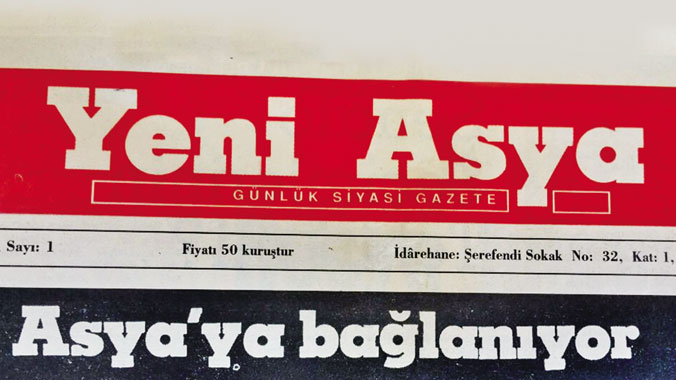 Yeni Asya
GÜNLÜK SİYASİ GAZETE
Sayı: 1 Fiyatı 50 kuruştur İdârehane: Şerefendi Sokak No: 32, Kat: 1,
Asya'ya bağlanıyor